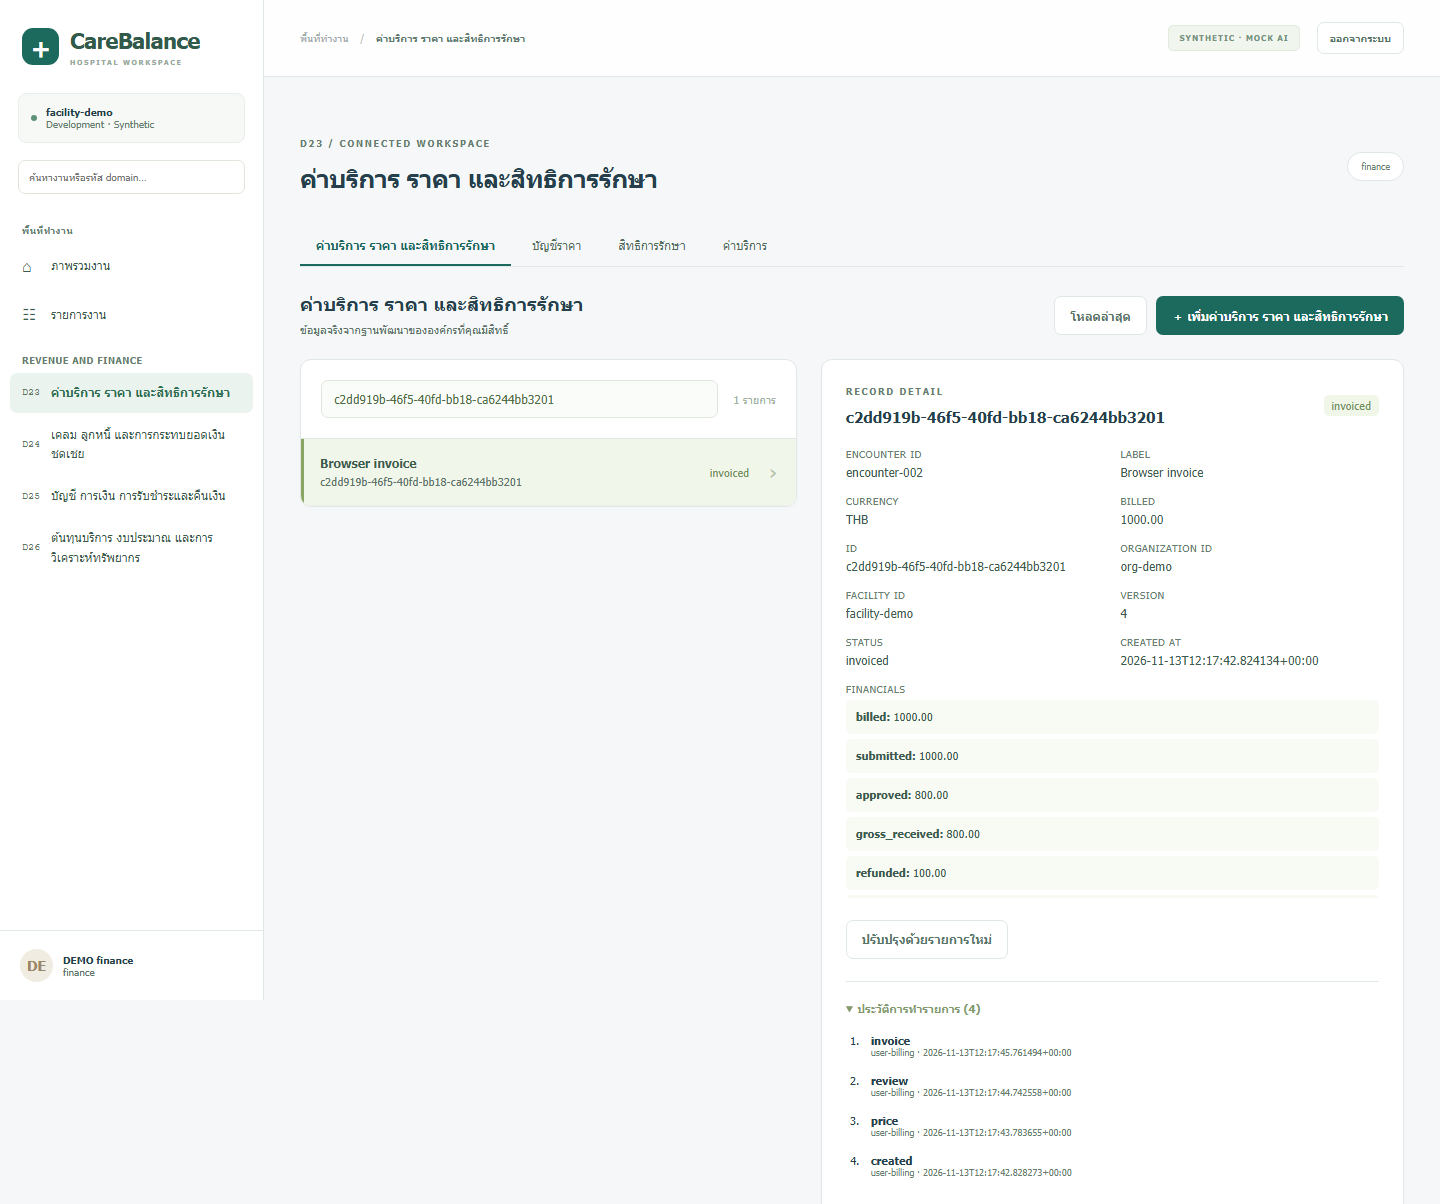 CareBalance
HOSPITAL WORKSPACE
facility-demo
Development · Synthetic
ค้นหางานหรือรหัส domain...
พื้นที่ทำงาน
ภาพรวมงาน
รายการงาน
REVENUE AND FINANCE
D23 ค่าบริการ ราคา และสิทธิการรักษา
D24 เคลม ลูกหนี้ และการกระทบยอดเงิน
ชดเชย
D25 บัญชี การเงิน การรับชำระและคืนเงิน
D26 ต้นทุนบริการ งบประมาณ และการ
วิเคราะห์ทรัพยากร
DE
DEMO finance
finance
พื้นที่ทำงาน / ค่าบริการ ราคา และสิทธิการรักษา
SYNTHETIC · MOCK AI
ออกจากระบบ
D23 / CONNECTED WORKSPACE
ค่าบริการ ราคา และสิทธิการรักษา
finance
ค่าบริการ ราคา และสิทธิการรักษา บัญชีราคา สิทธิการรักษา ค่าบริการ
ค่าบริการ ราคา และสิทธิการรักษา
ข้อมูลจริงจากฐานพัฒนาขององค์กรที่คุณมีสิทธิ์
โหลดล่าสุด
+ เพิ่มค่าบริการ ราคา และสิทธิการรักษา
c2dd919b-46f5-40fd-bb18-ca6244bb3201
1 รายการ
Browser invoice
c2dd919b-46f5-40fd-bb18-ca6244bb3201
invoiced
RECORD DETAIL
c2dd919b-46f5-40fd-bb18-ca6244bb3201
invoiced
ENCOUNTER ID
encounter-002
LABEL
Browser invoice
CURRENCY
THB
BILLED
1000.00
ID
c2dd919b-46f5-40fd-bb18-ca6244bb3201
ORGANIZATION ID
org-demo
FACILITY ID
facility-demo
VERSION
4
STATUS
invoiced
CREATED AT
2026-11-13T12:17:42.824134+00:00
FINANCIALS
billed: 1000.00
submitted: 1000.00
approved: 800.00
gross_received: 800.00
refunded: 100.00
ปรับปรุงด้วยรายการใหม่
▼ ประวัติการทำรายการ (4)
1. invoice
user-billing · 2026-11-13T12:17:45.761494+00:00
2. review
user-billing · 2026-11-13T12:17:44.742558+00:00
3. price
user-billing · 2026-11-13T12:17:43.783655+00:00
4. created
user-billing · 2026-11-13T12:17:42.828273+00:00